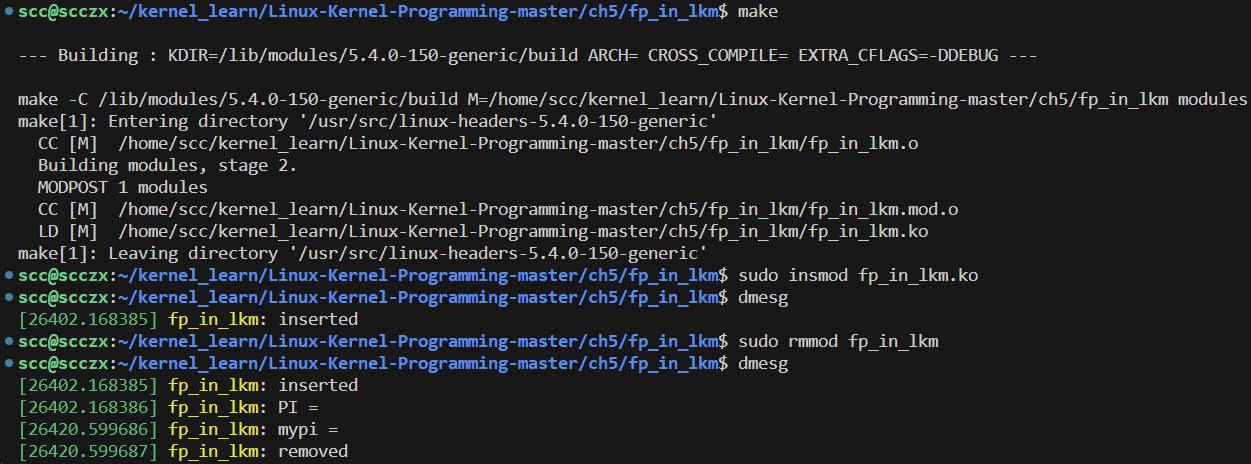 scc@scczx:~/kernel_learn/Linux-Kernel-Programming-master/ch5/fp_in_lkm$ make
--- Building : KDIR=/lib/modules/5.4.0-150-generic/build ARCH= CROSS_COMPILE= EXTRA_CFLAGS=-DDEBUG ---
make -C /lib/modules/5.4.0-150-generic/build M=/home/scc/kernel_learn/Linux-Kernel-Programming-master/ch5/fp_in_lkm modules
make[1]: Entering directory '/usr/src/linux-headers-5.4.0-150-generic'
  CC [M]  /home/scc/kernel_learn/Linux-Kernel-Programming-master/ch5/fp_in_lkm/fp_in_lkm.o
  Building modules, stage 2.
  MODPOST 1 modules
  CC [M]  /home/scc/kernel_learn/Linux-Kernel-Programming-master/ch5/fp_in_lkm/fp_in_lkm.mod.o
  LD [M]  /home/scc/kernel_learn/Linux-Kernel-Programming-master/ch5/fp_in_lkm/fp_in_lkm.ko
make[1]: Leaving directory '/usr/src/linux-headers-5.4.0-150-generic'
scc@scczx:~/kernel_learn/Linux-Kernel-Programming-master/ch5/fp_in_lkm$ sudo insmod fp_in_lkm.ko
scc@scczx:~/kernel_learn/Linux-Kernel-Programming-master/ch5/fp_in_lkm$ dmesg
[26402.168385] fp_in_lkm: inserted
scc@scczx:~/kernel_learn/Linux-Kernel-Programming-master/ch5/fp_in_lkm$ sudo rmmod fp_in_lkm
scc@scczx:~/kernel_learn/Linux-Kernel-Programming-master/ch5/fp_in_lkm$ dmesg
[26402.168385] fp_in_lkm: inserted
[26402.168386] fp_in_lkm: PI =
[26420.599686] fp_in_lkm: mypi =
[26420.599687] fp_in_lkm: removed